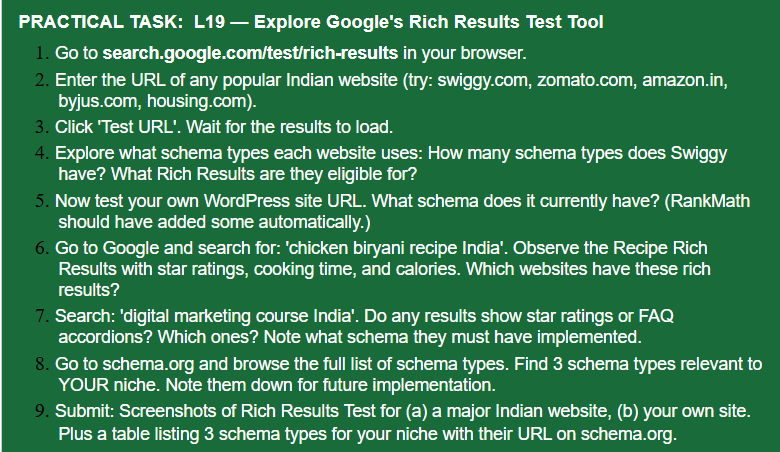 PRACTICAL TASK:  L19 — Explore Google's Rich Results Test Tool
1. Go to search.google.com/test/rich-results in your browser.
2. Enter the URL of any popular Indian website (try: swiggy.com, zomato.com, amazon.in,
byjus.com, housing.com).
3. Click 'Test URL'. Wait for the results to load.
4. Explore what schema types each website uses: How many schema types does Swiggy
have? What Rich Results are they eligible for?
5. Now test your own WordPress site URL. What schema does it currently have? (RankMath
should have added some automatically.)
6. Go to Google and search for: 'chicken biryani recipe India'. Observe the Recipe Rich
Results with star ratings, cooking time, and calories. Which websites have these rich
results?
7. Search: 'digital marketing course India'. Do any results show star ratings or FAQ
accordions? Which ones? Note what schema they must have implemented.
8. Go to schema.org and browse the full list of schema types. Find 3 schema types relevant to
YOUR niche. Note them down for future implementation.
9. Submit: Screenshots of Rich Results Test for (a) a major Indian website, (b) your own site.
Plus a table listing 3 schema types for your niche with their URL on schema.org.